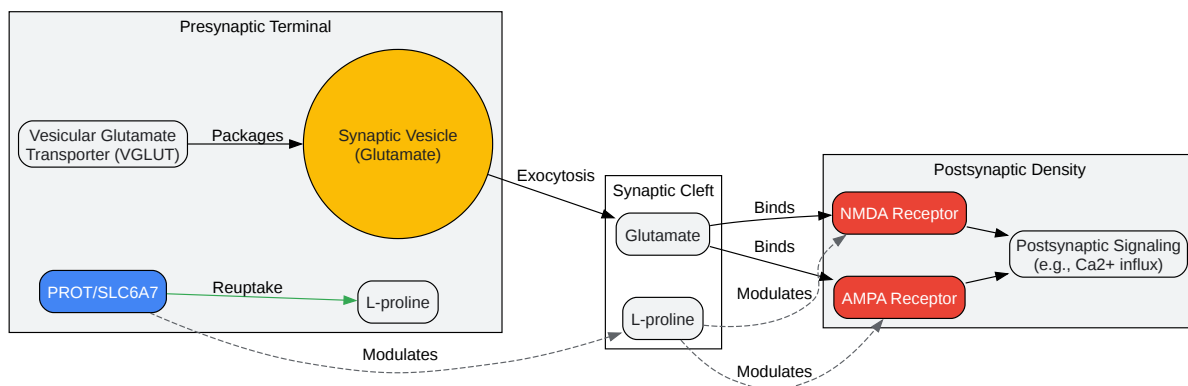 Presynaptic Terminal
Vesicular Glutamate
Transporter (VGLUT)
Packages
Synaptic Vesicle
(Glutamate)
Exocytosis
PROT/SLC6A7
Reuptake
L-proline
Modulates
Synaptic Cleft
Glutamate
L-proline
Binds
Binds
Modulates
Modulates
Postsynaptic Density
NMDA Receptor
AMPA Receptor
Postsynaptic Signaling
(e.g., Ca2+ influx)